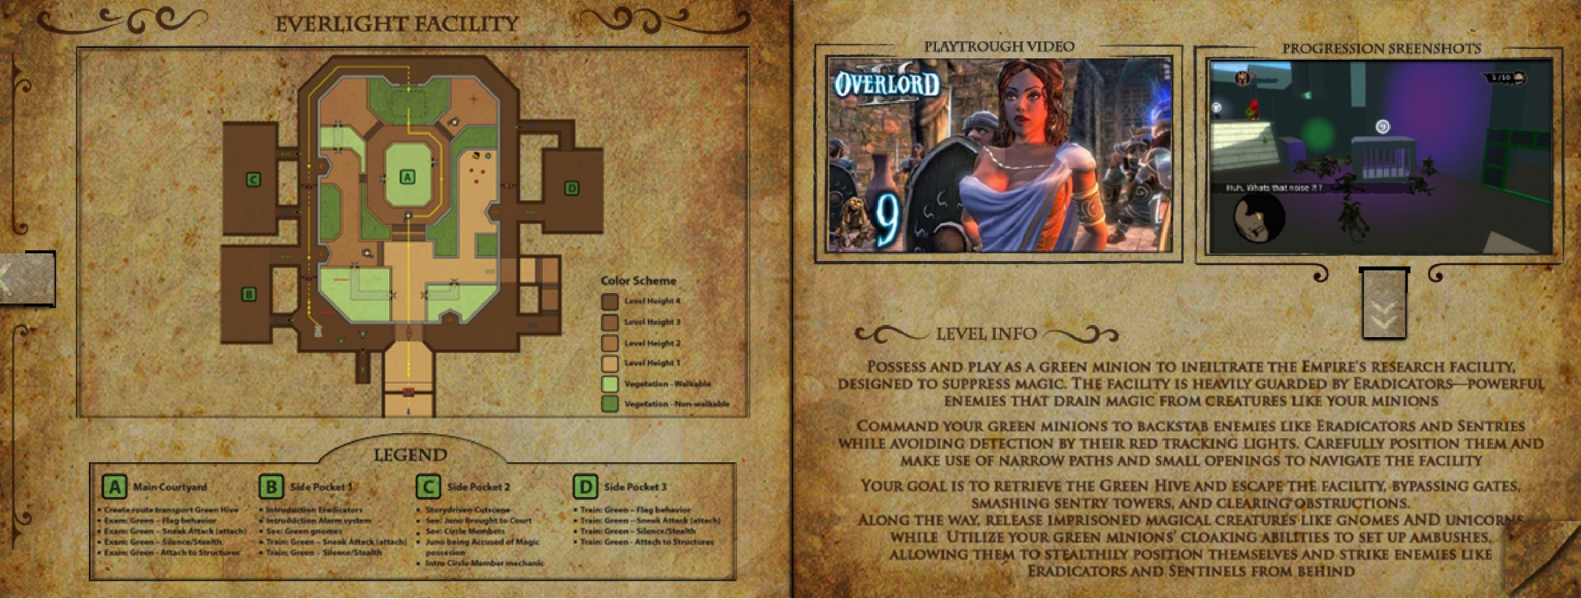 EVERLIGHT FACILITY
A
B
C
D
Color Scheme
Level Height 4
Level Height 3
Level Height 2
Level Height 1
Vegetation - Walkable
Vegetation - Non-walkable
LEGEND
A Main Courtyard
• Create route transport Green Hive
• Exam: Green - Flag behavior
• Exam: Green - Sneak Attack (attach)
• Exam: Green - Silence/Stealth
• Exam: Green - Attach to Structures
B Side Pocket 1
• Introduction Eradicators
• Introduction Alarm system
• See: Green gnomes
• Train: Green - Sneak Attack (attach)
• Train: Green - Silence/Stealth
C Side Pocket 2
• Storydriven Cutscene
• See: Juno Brought to Court
• See: Circle Members
• Juno being Accused of Magic
possesion
• Intro Circle Member mechanic
D Side Pocket 3
• Train: Green - Flag behavior
• Train: Green - Sneak Attack (attach)
• Train: Green - Silence/Stealth
• Train: Green - Attach to Structures
PLAYTROUGH VIDEO
OVERLORD
II
9
PROGRESSION SREENSHOTS
1/10
Huh, Whats that noise !! ?
LEVEL INFO
POSSESS AND PLAY AS A GREEN MINION TO INFILTRATE THE EMPIRE'S RESEARCH FACILITY,
DESIGNED TO SUPPRESS MAGIC. THE FACILITY IS HEAVILY GUARDED BY ERADICATORS—POWERFUL
ENEMIES THAT DRAIN MAGIC FROM CREATURES LIKE YOUR MINIONS
COMMAND YOUR GREEN MINIONS TO BACKSTAB ENEMIES LIKE ERADICATORS AND SENTRIES
WHILE AVOIDING DETECTION BY THEIR RED TRACKING LIGHTS. CAREFULLY POSITION THEM AND
MAKE USE OF NARROW PATHS AND SMALL OPENINGS TO NAVIGATE THE FACILITY
YOUR GOAL IS TO RETRIEVE THE GREEN HIVE AND ESCAPE THE FACILITY, BYPASSING GATES,
SMASHING SENTRY TOWERS, AND CLEARING OBSTRUCTIONS.
ALONG THE WAY, RELEASE IMPRISONED MAGICAL CREATURES LIKE GNOMES AND UNICORNS
WHILE UTILIZE YOUR GREEN MINIONS' CLOAKING ABILITIES TO SET UP AMBUSHES,
ALLOWING THEM TO STEALTHILY POSITION THEMSELVES AND STRIKE ENEMIES LIKE
ERADICATORS AND SENTINELS FROM BEHIND